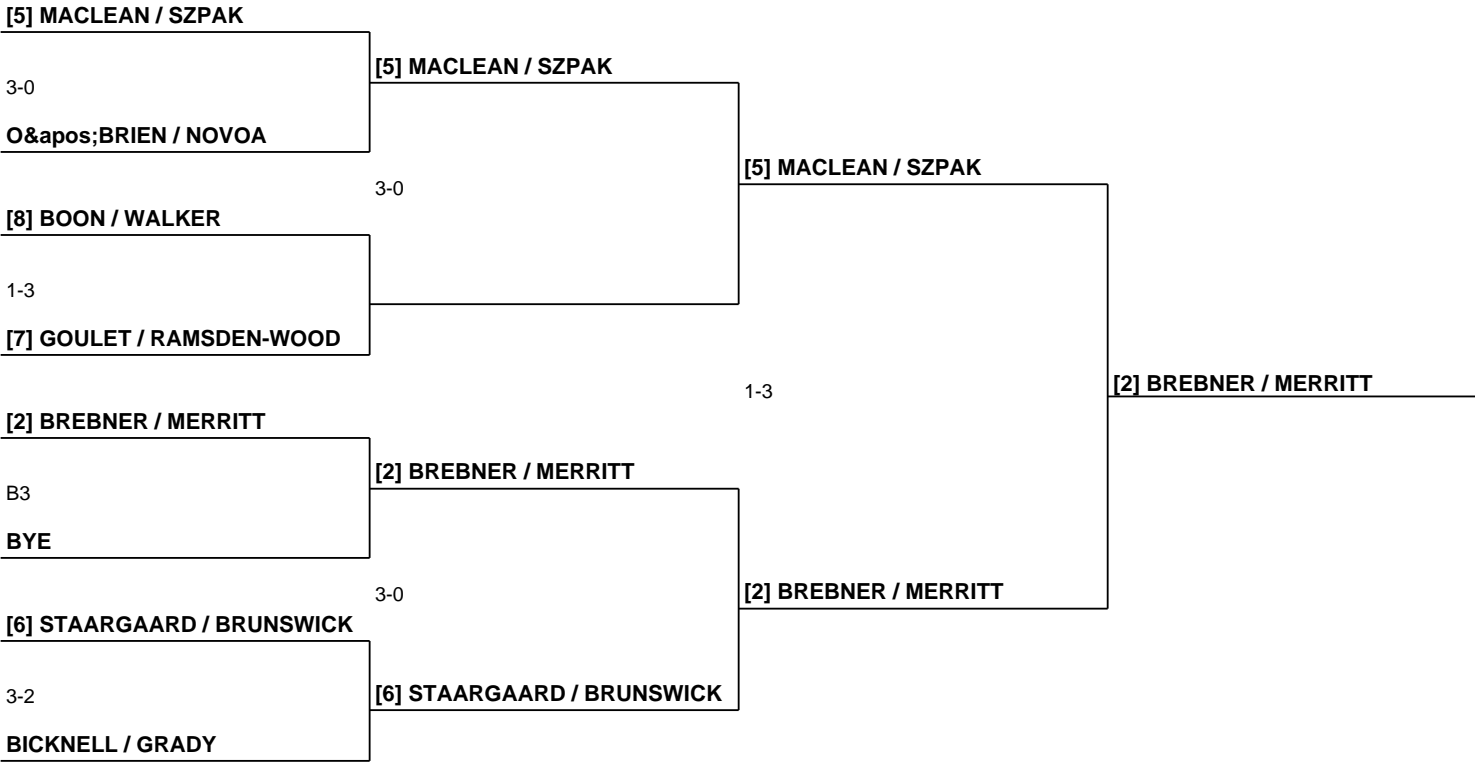 [5] MACLEAN / SZPAK
[5] MACLEAN / SZPAK
3-0
O&apos;BRIEN / NOVOA
[5] MACLEAN / SZPAK
3-0
[8] BOON / WALKER
1-3
[7] GOULET / RAMSDEN-WOOD
[2] BREBNER / MERRITT
1-3
[2] BREBNER / MERRITT
[2] BREBNER / MERRITT
B3
BYE
[2] BREBNER / MERRITT
3-0
[6] STAARGAARD / BRUNSWICK
[6] STAARGAARD / BRUNSWICK
3-2
BICKNELL / GRADY